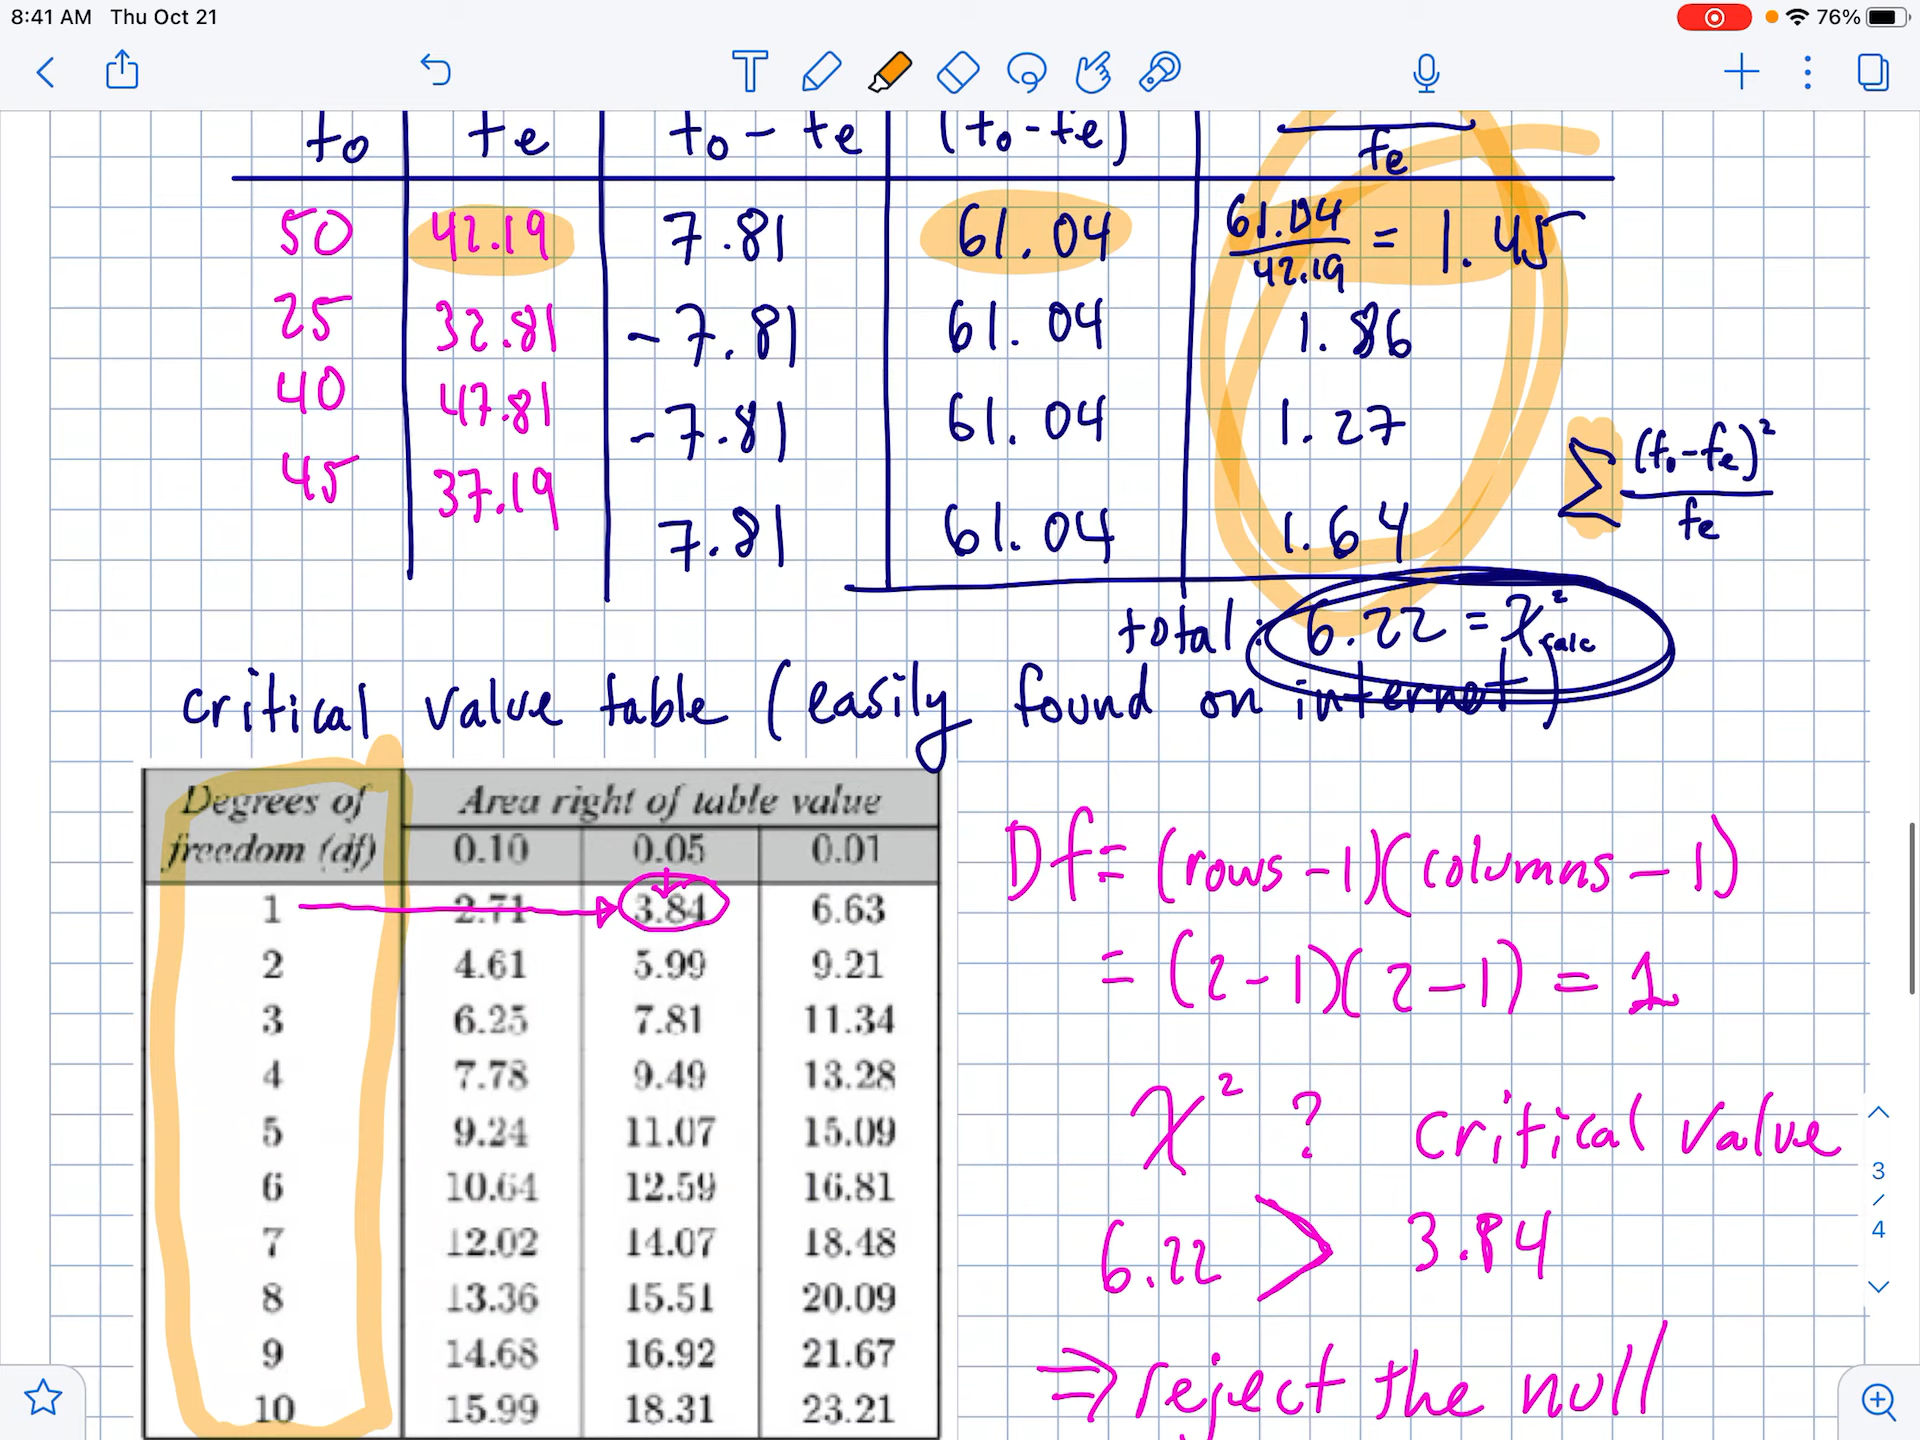 8:41 AM Thu Oct 21 76%
fo fe fo - fe (fo-fe) fe
50 42.19 7.81 61.04 61.04/42.19 = 1.45
25 32.81 -7.81 61.04 1.86
40 47.81 -7.81 61.04 1.27
45 37.19 7.81 61.04 1.64
Σ (fo-fe)²/fe
total: 6.22 = χ²calc
critical value table (easily found on internet)
Degrees of freedom (df) Area right of table value
0.10 0.05 0.01
1 2.71 3.84 6.63
2 4.61 5.99 9.21
3 6.25 7.81 11.34
4 7.78 9.49 13.28
5 9.24 11.07 15.09
6 10.64 12.59 16.81
7 12.02 14.07 18.48
8 13.36 15.51 20.09
9 14.68 16.92 21.67
10 15.99 18.31 23.21
Df = (rows - 1)(columns - 1)
= (2-1)(2-1) = 1
χ² ? critical value
6.22 > 3.84
⇒ reject the null
3
/
4